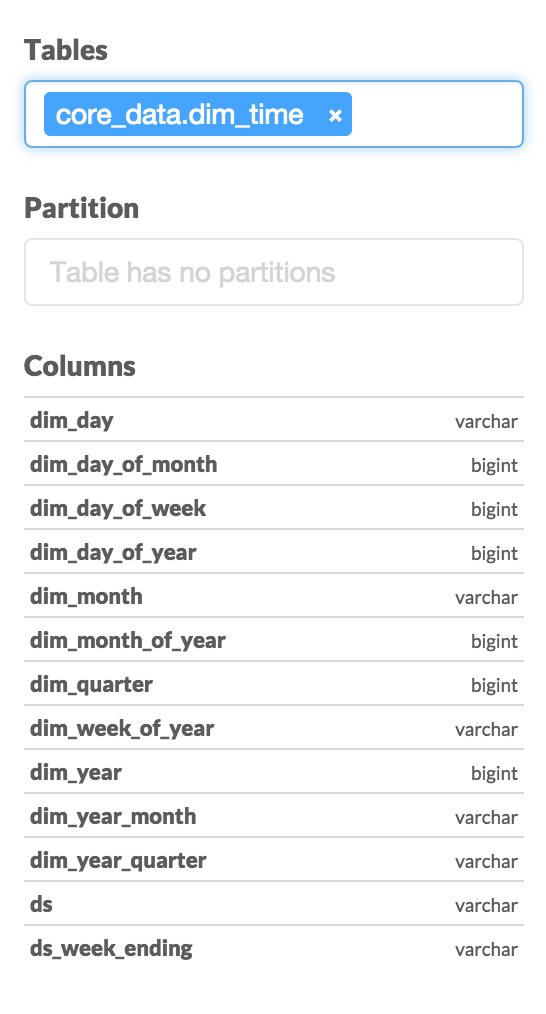 Tables
core_data.dim_time ×
Partition
Table has no partitions
Columns
dim_day varchar
dim_day_of_month bigint
dim_day_of_week bigint
dim_day_of_year bigint
dim_month varchar
dim_month_of_year bigint
dim_quarter bigint
dim_week_of_year varchar
dim_year bigint
dim_year_month varchar
dim_year_quarter varchar
ds varchar
ds_week_ending varchar